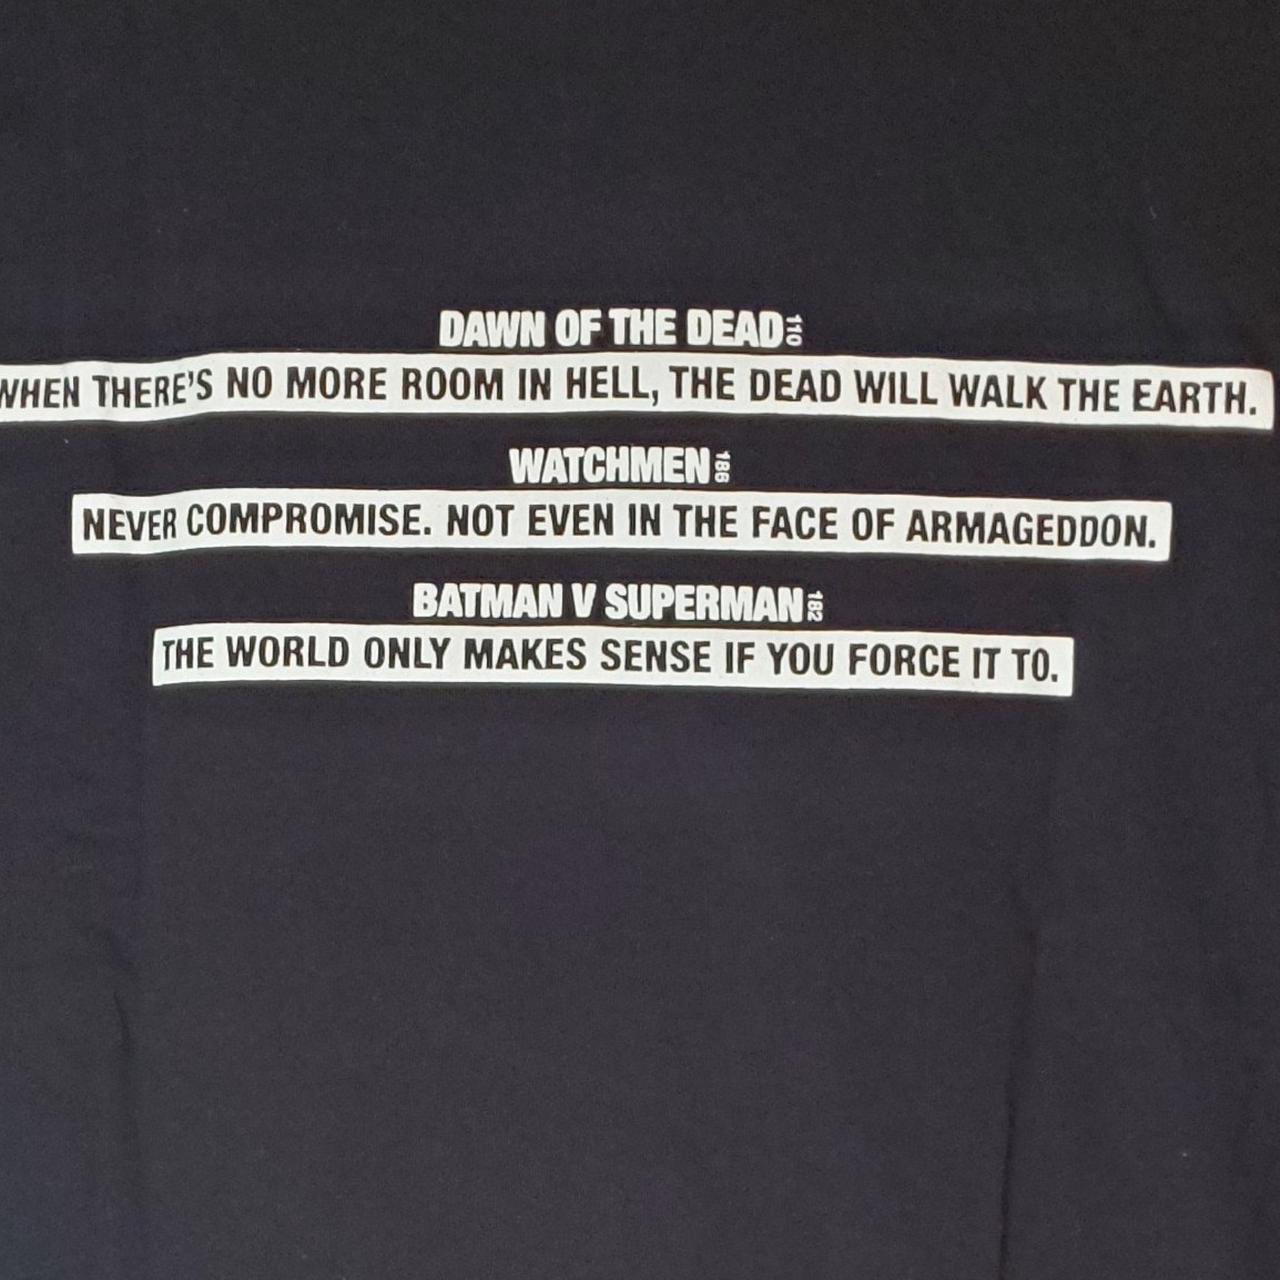 DAWN OF THE DEAD 110
WHEN THERE'S NO MORE ROOM IN HELL, THE DEAD WILL WALK THE EARTH.
WATCHMEN 186
NEVER COMPROMISE. NOT EVEN IN THE FACE OF ARMAGEDDON.
BATMAN V SUPERMAN 182
THE WORLD ONLY MAKES SENSE IF YOU FORCE IT TO.